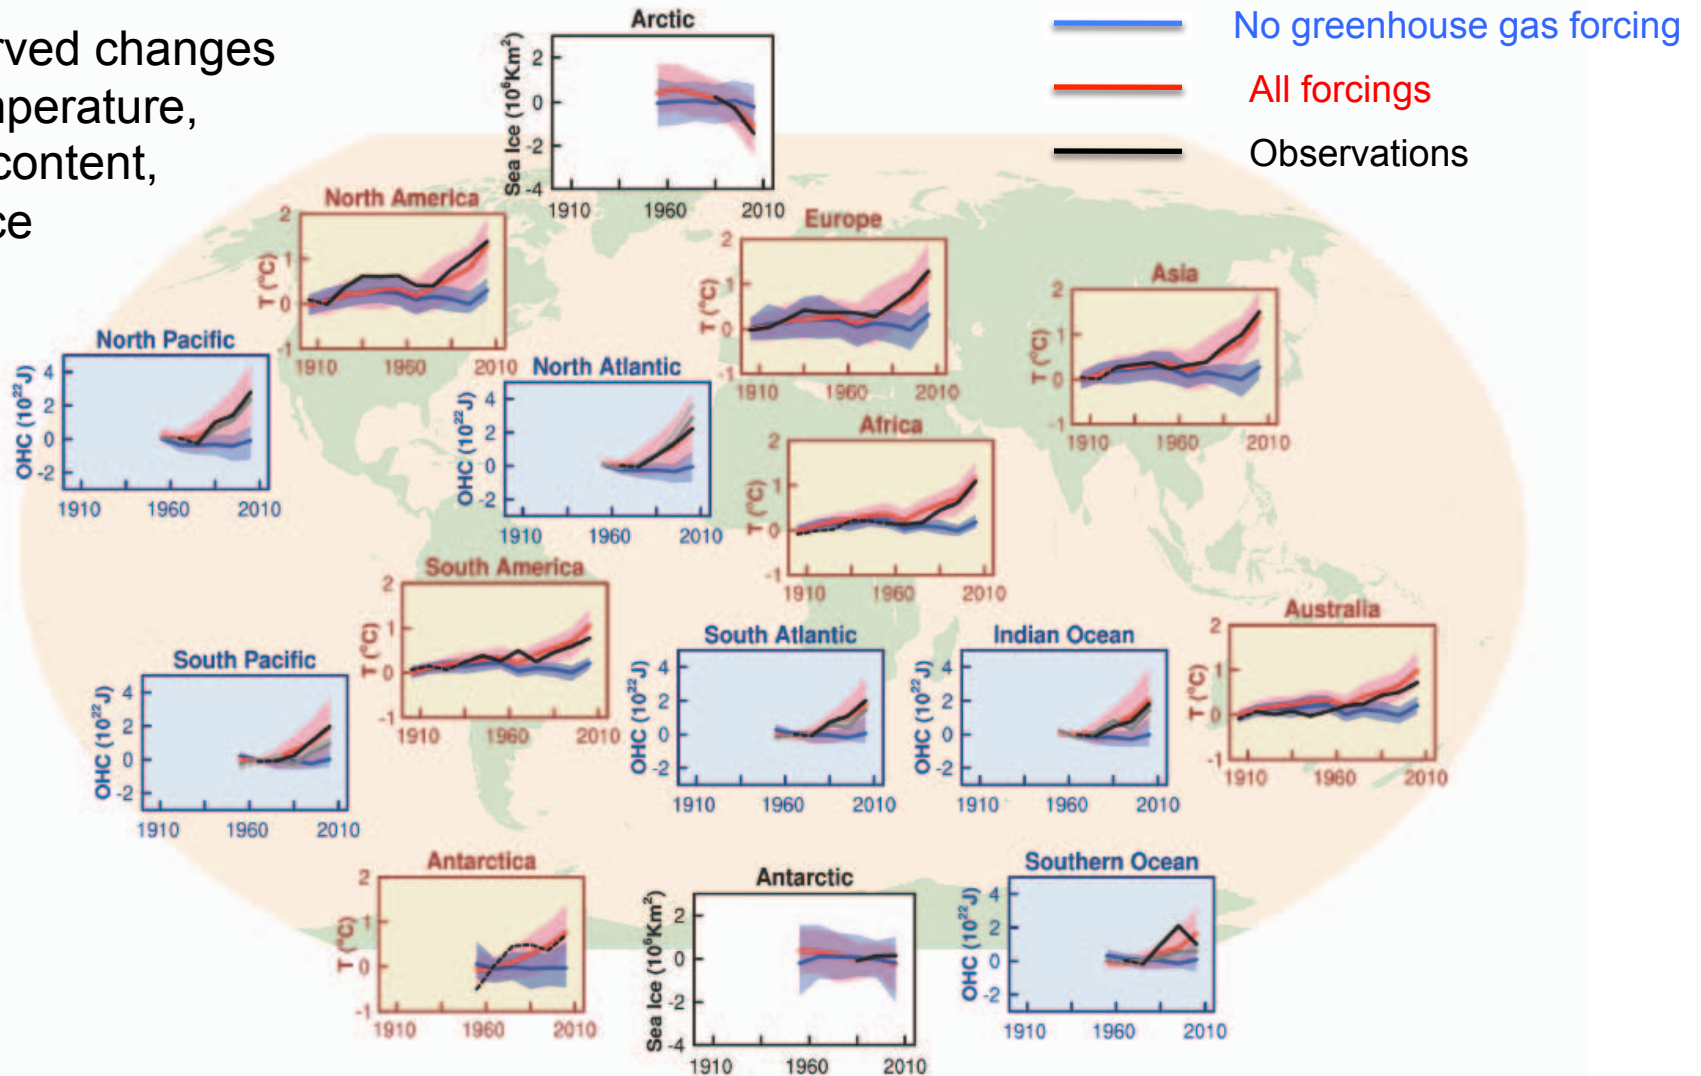 rved changes
nperature,
content,
ce
No greenhouse gas forcing
All forcings
Observations
Arctic
Sea Ice (10⁶Km²)
2
0
-2
-4
1910 1960 2010
North America
T (°C)
2
1
0
-1
1910 1960 2010
Europe
T (°C)
2
1
0
-1
1910 1960 2010
Asia
T (°C)
2
1
0
-1
1910 1960 2010
North Pacific
OHC (10²²J)
4
2
0
-2
1910 1960 2010
North Atlantic
OHC (10²²J)
4
2
0
-2
1910 1960 2010
Africa
T (°C)
2
1
0
-1
1910 1960 2010
South America
T (°C)
2
1
0
-1
1910 1960 2010
South Pacific
OHC (10²²J)
4
2
0
-2
1910 1960 2010
South Atlantic
OHC (10²²J)
4
2
0
-2
1910 1960 2010
Indian Ocean
OHC (10²²J)
4
2
0
-2
1910 1960 2010
Australia
T (°C)
2
1
0
-1
1910 1960 2010
Antarctica
T (°C)
2
1
0
-1
1910 1960 2010
Antarctic
Sea Ice (10⁶Km²)
2
0
-2
-4
1910 1960 2010
Southern Ocean
OHC (10²²J)
4
2
0
-2
1910 1960 2010